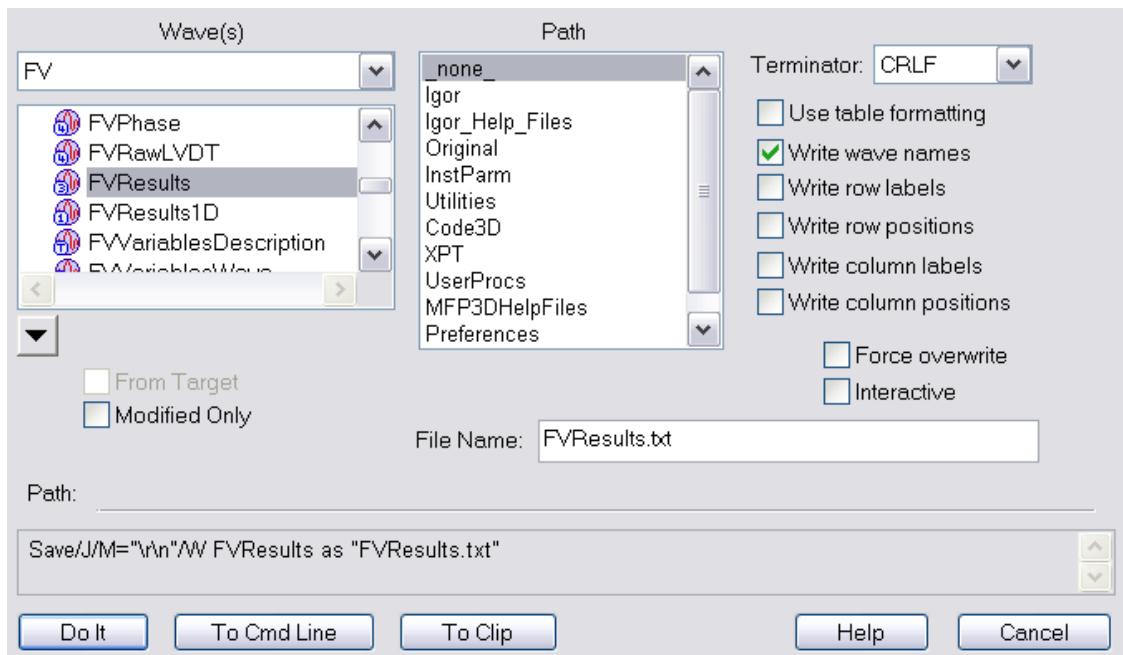 Wave(s)
FV
FVPhase
FVRawLVDT
FVResults
FVResults1D
FVVariablesDescription
FVVariablesWave
From Target
Modified Only
Path
_none_
Igor
Igor_Help_Files
Original
InstParm
Utilities
Code3D
XPT
UserProcs
MFP3DHelpFiles
Preferences
Terminator: CRLF
Use table formatting
Write wave names
Write row labels
Write row positions
Write column labels
Write column positions
Force overwrite
Interactive
File Name: FVResults.txt
Path:
Save/J/M="\r\n"/W FVResults as "FVResults.txt"
Do It To Cmd Line To Clip Help Cancel